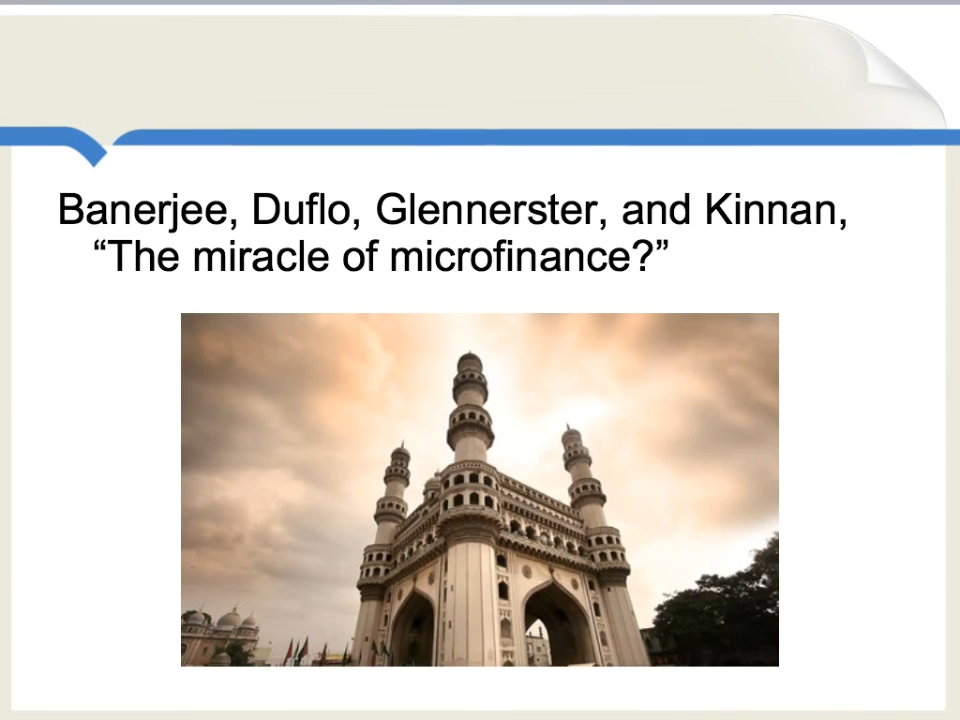 Banerjee, Duflo, Glennerster, and Kinnan,
“The miracle of microfinance?”